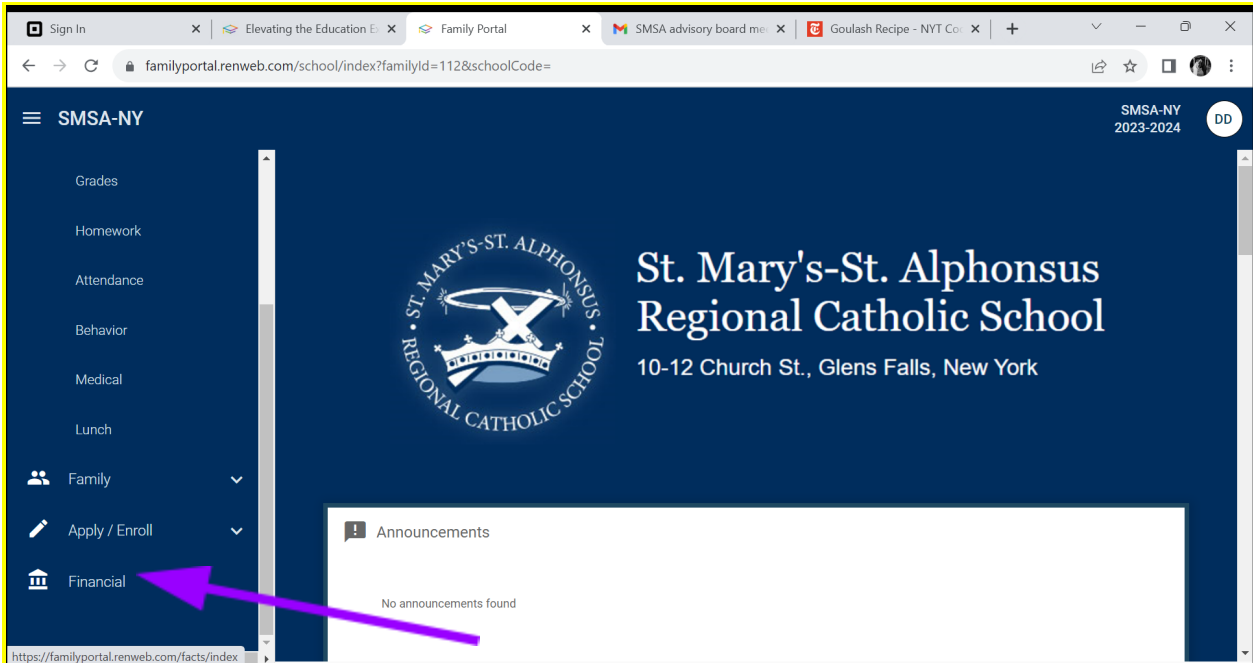 Sign In
Elevating the Education E
Family Portal
SMSA advisory board me
Goulash Recipe - NYT Co
familyportal.renweb.com/school/index?familyId=112&schoolCode=
SMSA-NY
SMSA-NY
2023-2024
DD
Grades
Homework
Attendance
Behavior
Medical
Lunch
Family
Apply / Enroll
Financial
ST. MARY'S-ST. ALPHONSUS • REGIONAL CATHOLIC SCHOOL •
St. Mary's-St. Alphonsus
Regional Catholic School
10-12 Church St., Glens Falls, New York
Announcements
No announcements found
https://familyportal.renweb.com/facts/index